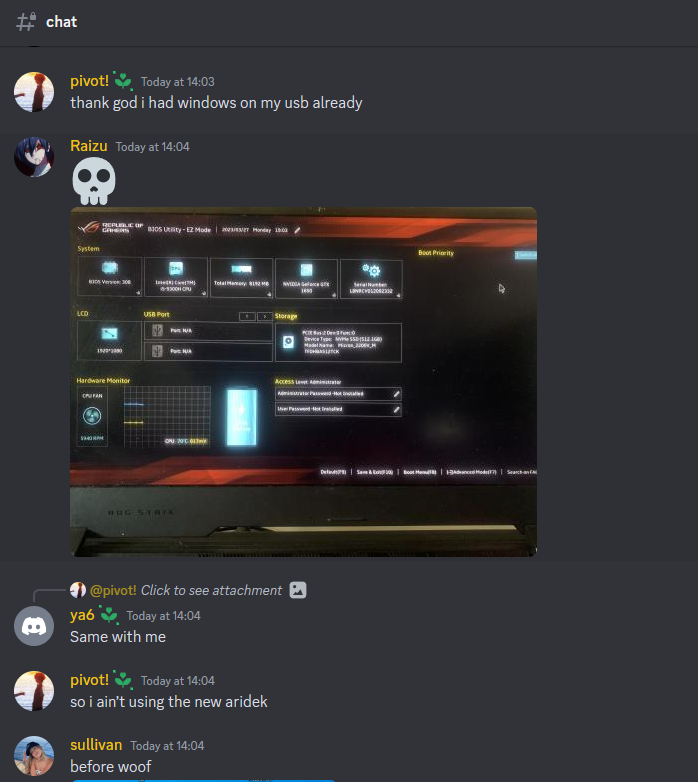 chat
pivot! Today at 14:03
thank god i had windows on my usb already
Raizu Today at 14:04
REPUBLIC OF
GAMERS
BIOS Utility - EZ Mode | 2023/03/27 Monday 19:03
System
Boot Priority
BIOS Version: 308
CPU
Intel(R) Core(TM)
i5-9300H CPU
Total Memory: 8192 MB
NVIDIA GeForce GTX
1650
Serial Number:
LCD
USB Port
Storage
1920*1080
Port: N/A
Port: N/A
PCIE Bus:2 Dev:0 Func:0
Device Type: NVMe SSD (512.1GB)
Model Name: Micron_2200V_M
Hardware Monitor
CPU FAN
5940 RPM
CPU: 70°C
Access Level: Administrator
Administrator Password -Not Installed
User Password -Not Installed
Default(F9) | Save & Exit(F10) | Boot Menu(F8) | Advanced Mode(F7) | Search on FAQ
ROG STRIX
@pivot! Click to see attachment
ya6 Today at 14:04
Same with me
pivot! Today at 14:04
so i ain't using the new aridek
sullivan Today at 14:04
before woof